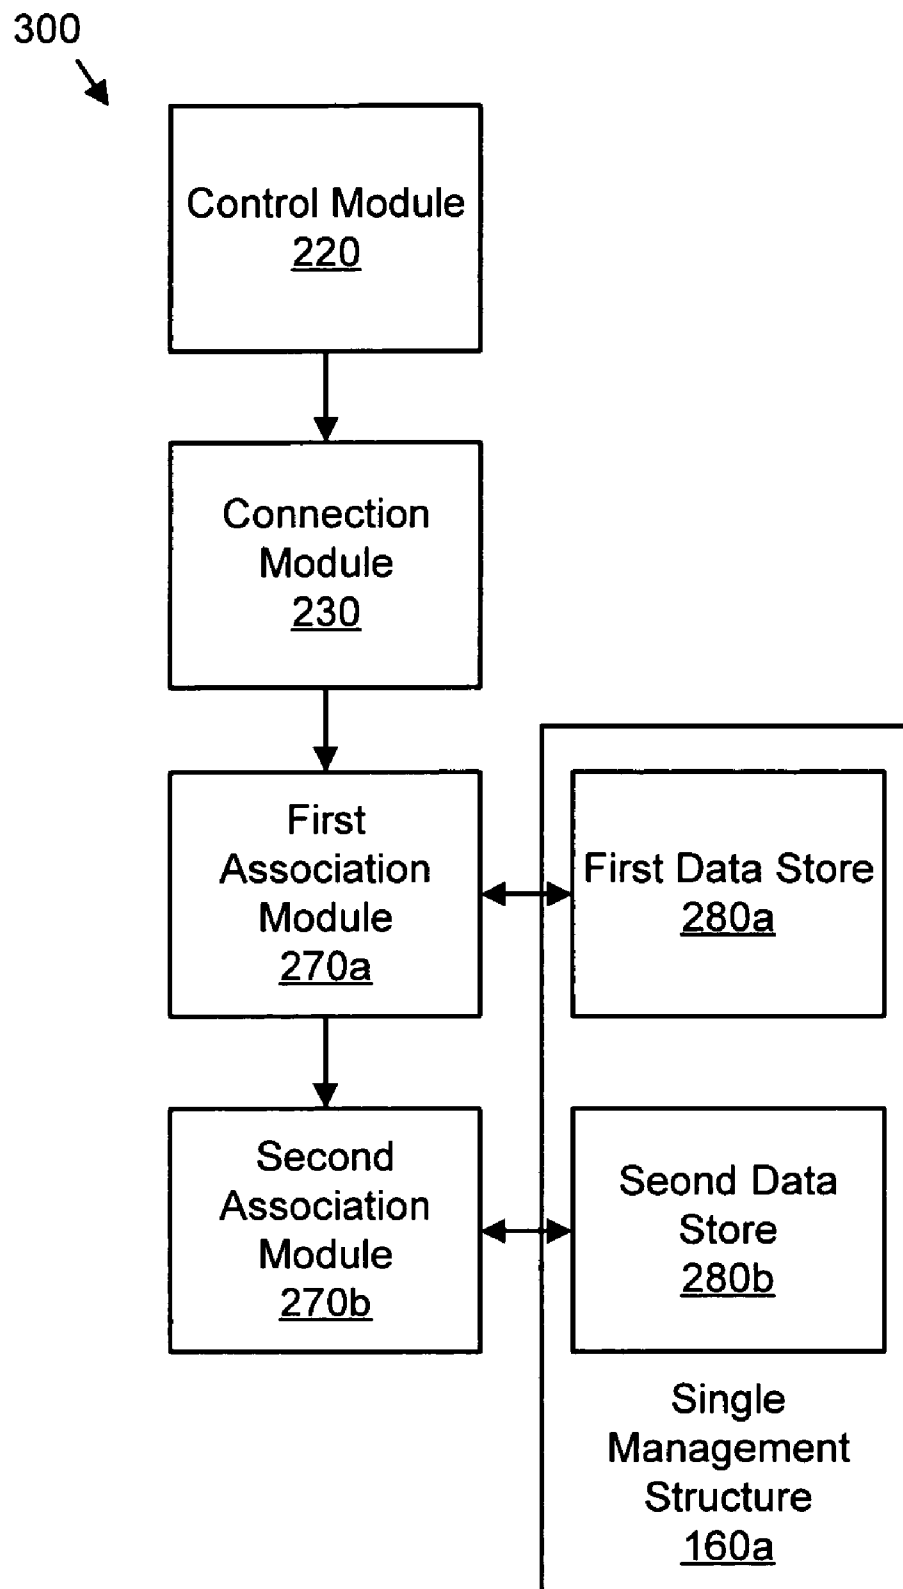 300
Control Module
220
Connection
Module
230
First
Association
Module
270a
First Data Store
280a
Second
Association
Module
270b
Seond Data
Store
280b
Single
Management
Structure
160a